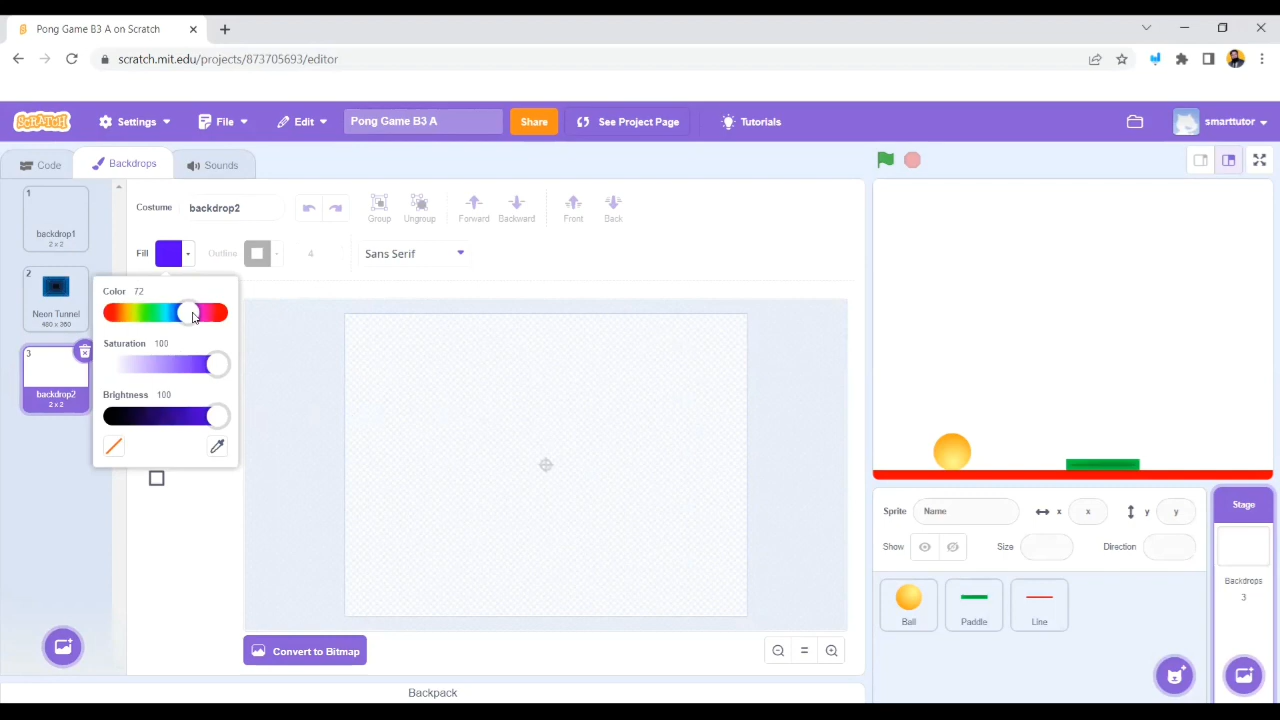 Pong Game B3 A on Scratch
scratch.mit.edu/projects/873705693/editor
SCRATCH Settings File Edit Pong Game B3 A Share See Project Page Tutorials smarttutor
Code Backdrops Sounds
1
backdrop1
2 x 2
2
Neon Tunnel
480 x 360
3
backdrop2
2 x 2
Costume backdrop2 Group Ungroup Forward Backward Front Back
Fill Outline 4 Sans Serif
Color 72
Saturation 100
Brightness 100
Convert to Bitmap
Sprite Name x x y y
Show Size Direction
Ball Paddle Line
Stage
Backdrops
3
Backpack